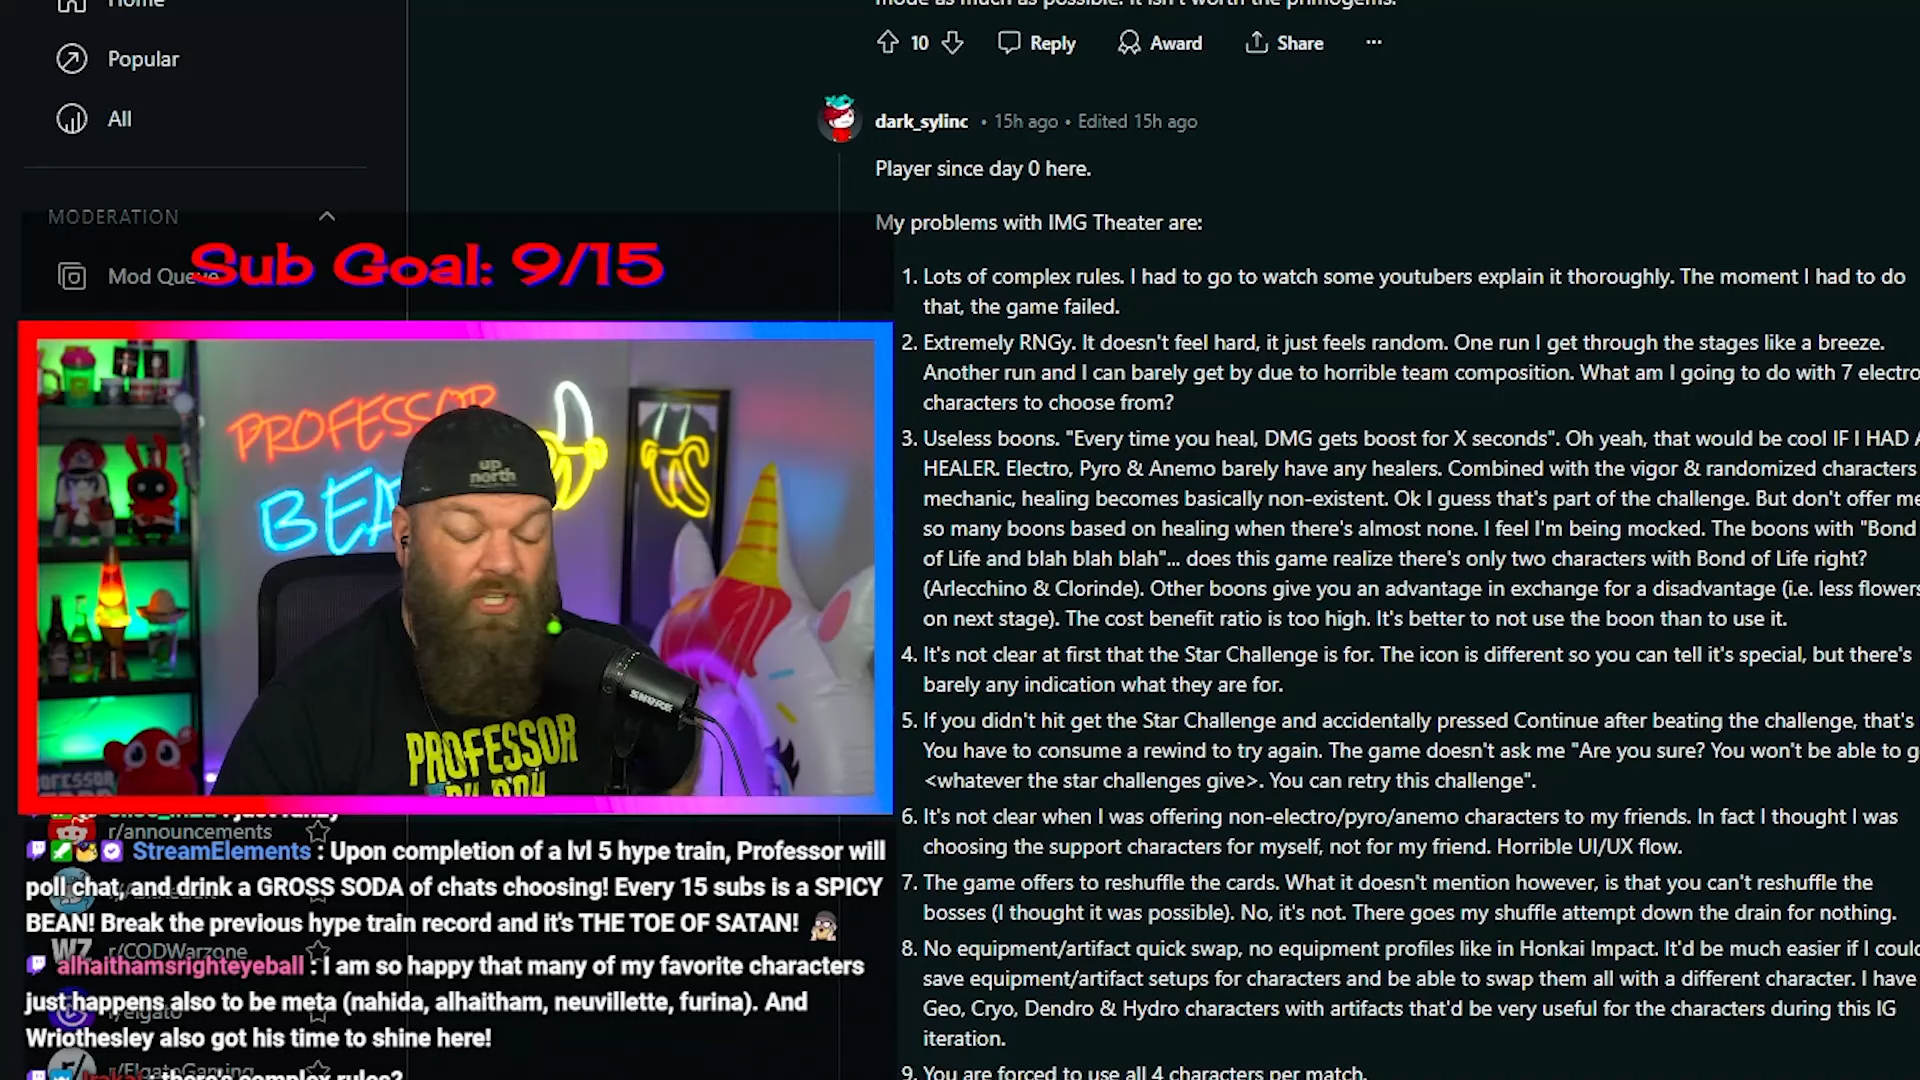 Home
mode as much as possible. It isn't worth the primogems.
10
Reply
Award
Share
Popular
All
dark_sylinc • 15h ago • Edited 15h ago
Player since day 0 here.
MODERATION
My problems with IMG Theater are:
Mod Queue
Sub Goal: 9/15
1. Lots of complex rules. I had to go to watch some youtubers explain it thoroughly. The moment I had to do
that, the game failed.
2. Extremely RNGy. It doesn't feel hard, it just feels random. One run I get through the stages like a breeze.
Another run and I can barely get by due to horrible team composition. What am I going to do with 7 electro
characters to choose from?
3. Useless boons. "Every time you heal, DMG gets boost for X seconds". Oh yeah, that would be cool IF I HAD A
HEALER. Electro, Pyro & Anemo barely have any healers. Combined with the vigor & randomized characters
mechanic, healing becomes basically non-existent. Ok I guess that's part of the challenge. But don't offer me
so many boons based on healing when there's almost none. I feel I'm being mocked. The boons with "Bond
of Life and blah blah blah"... does this game realize there's only two characters with Bond of Life right?
(Arlecchino & Clorinde). Other boons give you an advantage in exchange for a disadvantage (i.e. less flowers
on next stage). The cost benefit ratio is too high. It's better to not use the boon than to use it.
4. It's not clear at first that the Star Challenge is for. The icon is different so you can tell it's special, but there's
barely any indication what they are for.
5. If you didn't hit get the Star Challenge and accidentally pressed Continue after beating the challenge, that's
You have to consume a rewind to try again. The game doesn't ask me "Are you sure? You won't be able to g
<whatever the star challenges give>. You can retry this challenge".
6. It's not clear when I was offering non-electro/pyro/anemo characters to my friends. In fact I thought I was
choosing the support characters for myself, not for my friend. Horrible UI/UX flow.
7. The game offers to reshuffle the cards. What it doesn't mention however, is that you can't reshuffle the
bosses (I thought it was possible). No, it's not. There goes my shuffle attempt down the drain for nothing.
8. No equipment/artifact quick swap, no equipment profiles like in Honkai Impact. It'd be much easier if I could
save equipment/artifact setups for characters and be able to swap them all with a different character. I have
Geo, Cryo, Dendro & Hydro characters with artifacts that'd be very useful for the characters during this IG
iteration.
9. You are forced to use all 4 characters per match.
PROFESSOR
BEA
up
north
SHURE
PROFESSOR
PROFESSOR
r/announcements
StreamElements : Upon completion of a lvl 5 hype train, Professor will
poll chat, and drink a GROSS SODA of chats choosing! Every 15 subs is a SPICY
BEAN! Break the previous hype train record and it's THE TOE OF SATAN!
r/CODWarzone
alhaithamsrighteyeball : I am so happy that many of my favorite characters
just happens also to be meta (nahida, alhaitham, neuvillette, furina). And
r/elgato
Wriothesley also got his time to shine here!
r/ElgatoGaming
: there's complex rules?